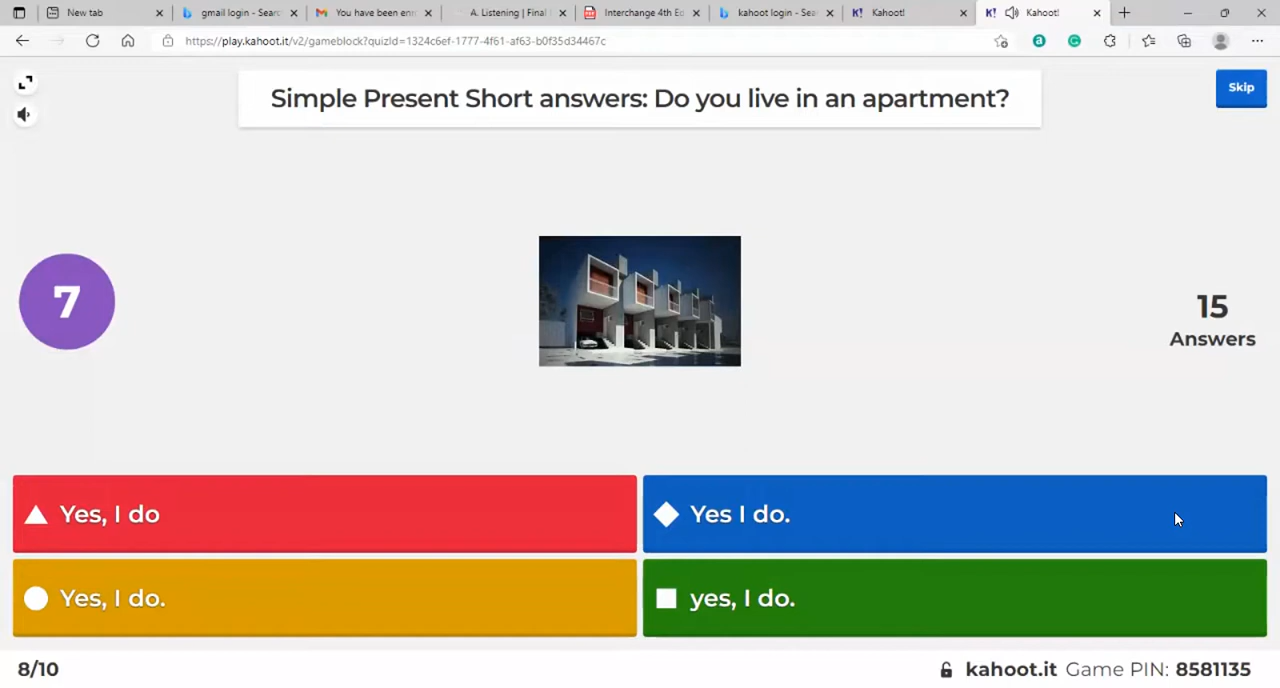 New tab
gmail login - Searc
You have been enr
A. Listening | Final
Interchange 4th Ed
kahoot login - Sea
Kahoot!
Kahoot!
https://play.kahoot.it/v2/gameblock?quizId=1324c6ef-1777-4f61-af63-b0f35d34467c
Simple Present Short answers: Do you live in an apartment?
Skip
7
15
Answers
Yes, I do
Yes I do.
Yes, I do.
yes, I do.
8/10
kahoot.it Game PIN: 8581135